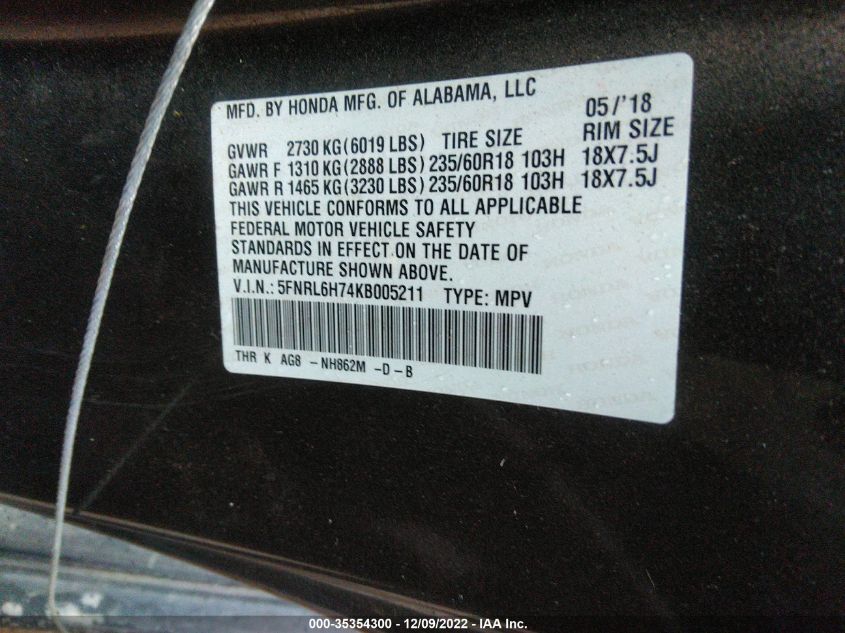 MFD. BY HONDA MFG. OF ALABAMA, LLC 05/'18
GVWR 2730 KG (6019 LBS) TIRE SIZE RIM SIZE
GAWR F 1310 KG (2888 LBS) 235/60R18 103H 18X7.5J
GAWR R 1465 KG (3230 LBS) 235/60R18 103H 18X7.5J
THIS VEHICLE CONFORMS TO ALL APPLICABLE
FEDERAL MOTOR VEHICLE SAFETY
STANDARDS IN EFFECT ON THE DATE OF
MANUFACTURE SHOWN ABOVE.
V.I.N.: 5FNRL6H74KB005211 TYPE: MPV
THR K AG8 -NH862M -D-B
000-35354300 - 12/09/2022 - IAA Inc.